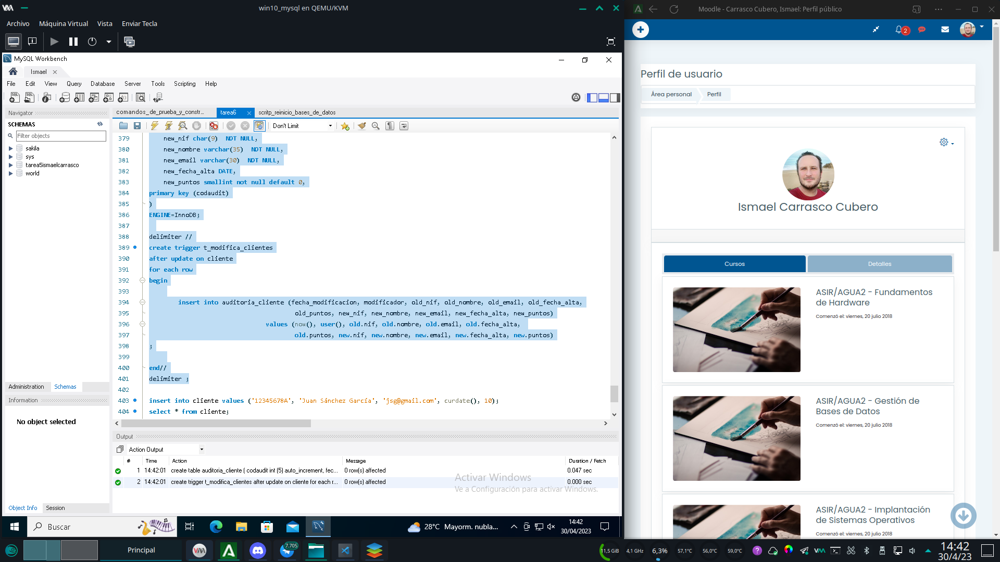 win10_mysql en QEMU/KVM
Archivo Máquina Virtual Vista Enviar Tecla
MySQL Workbench
Ismael
File Edit View Query Database Server Tools Scripting Help
Navigator
SCHEMAS
Filter objects
sakila
sys
tarea5ismaelcarrasco
world
Administration Schemas
Information
No object selected
Object Info Session
comandos_de_prueba_y_constr... tarea6 scritp_reinicio_bases_de_datos
Don't Limit
379 new_nif char(9) NOT NULL,
380 new_nombre varchar(35) NOT NULL,
381 new_email varchar(30) NOT NULL,
382 new_fecha_alta DATE,
383 new_puntos smallint not null default 0,
384 primary key (codaudit)
385 )
386 ENGINE=InnoDB;
387
388 delimiter //
389 create trigger t_modifica_clientes
390 after update on cliente
391 for each row
392 begin
393
394 insert into auditoria_cliente (fecha_modificacion, modificador, old_nif, old_nombre, old_email, old_fecha_alta,
395 old_puntos, new_nif, new_nombre, new_email, new_fecha_alta, new_puntos)
396 values (now(), user(), old.nif, old.nombre, old.email, old.fecha_alta,
397 old.puntos, new.nif, new.nombre, new.email, new.fecha_alta, new.puntos)
398 ;
399
400 end//
401 delimiter ;
402
403 insert into cliente values ('12345678A', 'Juan Sánchez García', 'jsg@gmail.com', curdate(), 10);
404 select * from cliente;
Output
Action Output
# Time Action Message Duration / Fetch
1 14:42:01 create table auditoria_cliente ( codaudit int (5) auto_increment, fec... 0 row(s) affected 0.047 sec
2 14:42:01 create trigger t_modifica_clientes after update on cliente for each r... 0 row(s) affected 0.000 sec
Activar Windows
Ve a Configuración para activar Windows.
Buscar
28°C Mayorm. nubla...
14:42
30/04/2023
Moodle - Carrasco Cubero, Ismael: Perfil público
2
Perfil de usuario
Área personal Perfil
Ismael Carrasco Cubero
Cursos Detalles
ASIR/AGUA2 - Fundamentos
de Hardware
Comenzó el: viernes, 20 julio 2018
ASIR/AGUA2 - Gestión de
Bases de Datos
Comenzó el: viernes, 20 julio 2018
ASIR/AGUA2 - Implantación
de Sistemas Operativos
Comenzó el: viernes, 20 julio 2018
Principal
7.705
11,5 GiB 4,1 GHz 6,3% 57,1°C 56,0°C 59,0°C
14:42
30/4/23